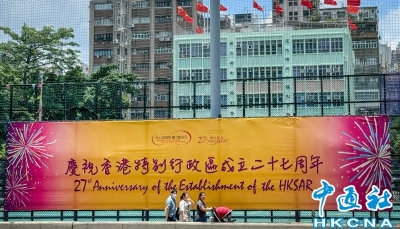 慶祝香港特別行政區成立二十七周年
27th Anniversary of the Establishment of the HKSAR
中通社
HKCNA